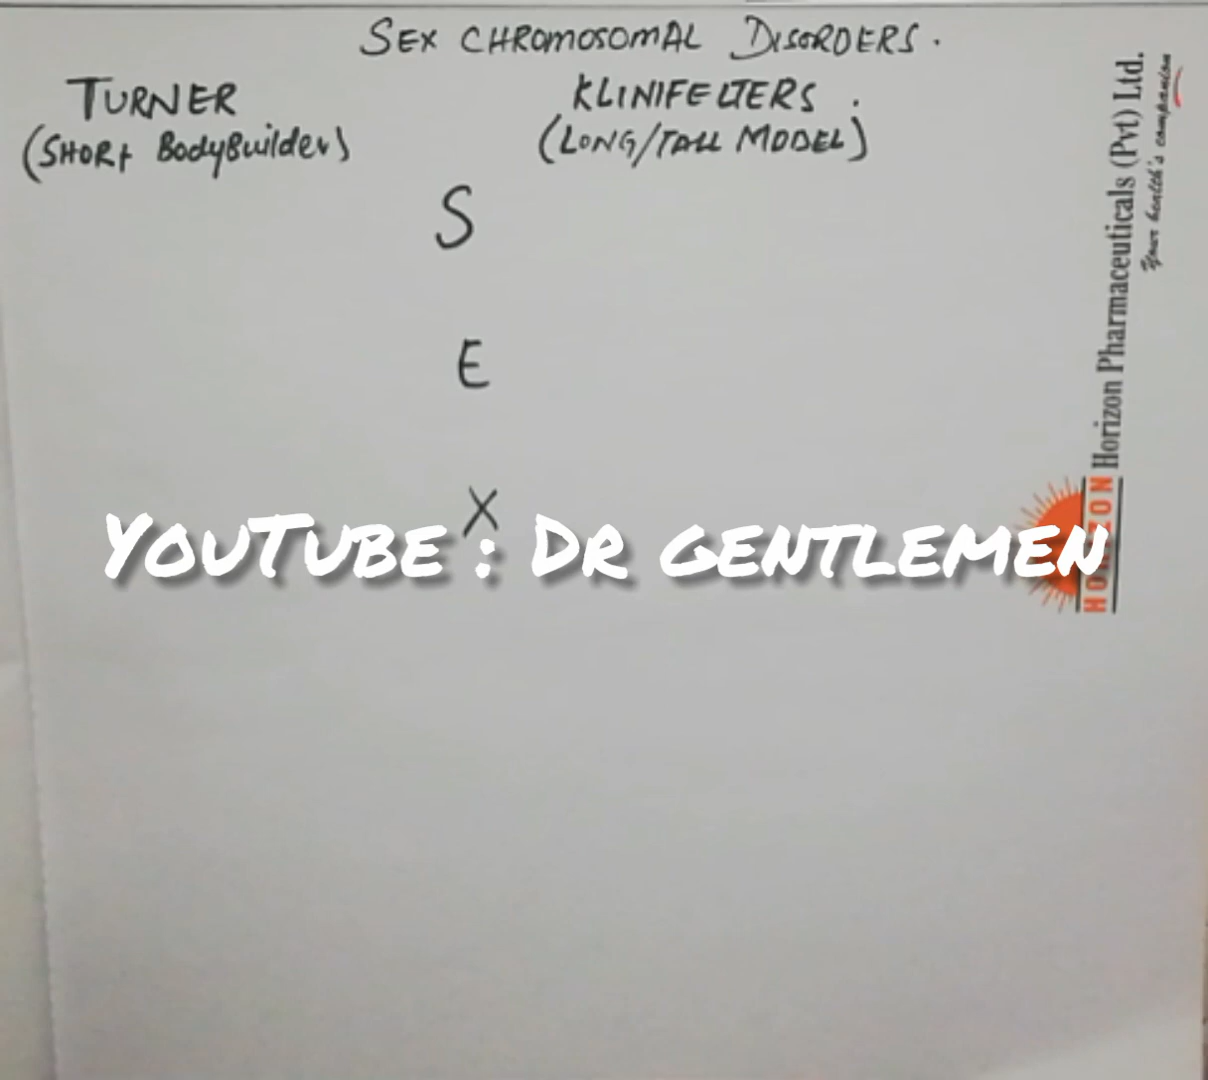 SEX CHROMOSOMAL DISORDERS.
TURNER
(SHORt BodyBuilder)
KLINIFELTERS.
(LONG/TALL MODEL)
S
E
X
YOUTUBE : DR GENTLEMEN
HORIZON
Horizon Pharmaceuticals (Pvt) Ltd.
Your health's companion